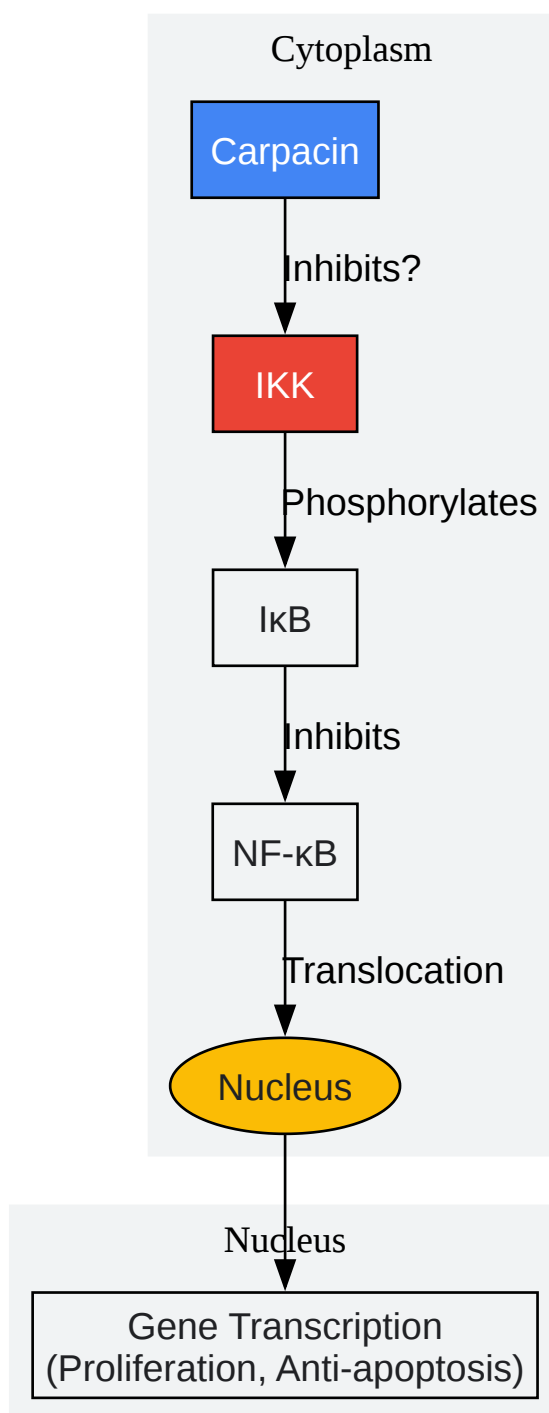 Cytoplasm
Carpacin
Inhibits?
IKK
Phosphorylates
IκB
Inhibits
NF-κB
Translocation
Nucleus
Nucleus
Gene Transcription
(Proliferation, Anti-apoptosis)